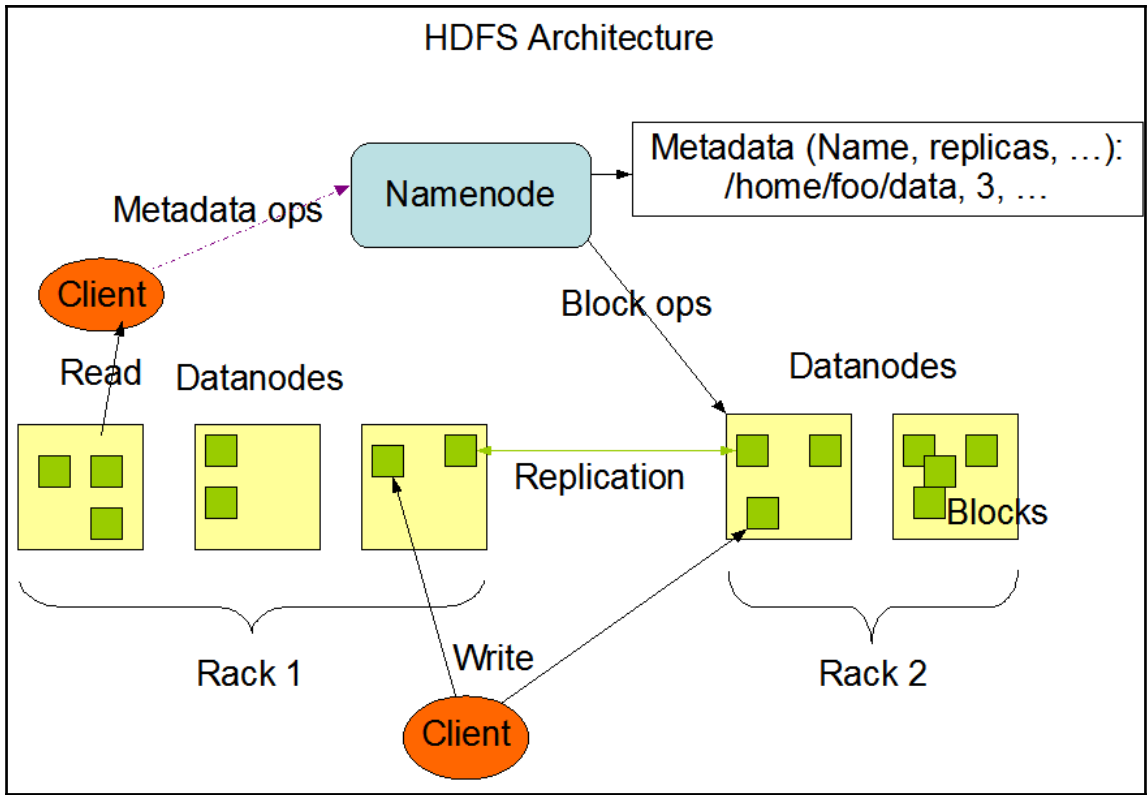 HDFS Architecture
Metadata (Name, replicas, …):
/home/foo/data, 3, …
Namenode
Metadata ops
Client
Block ops
Read
Datanodes
Datanodes
Replication
Blocks
Rack 1
Write
Rack 2
Client